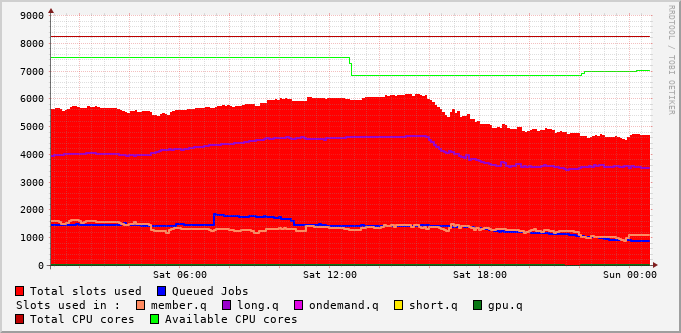 9000
8000
7000
6000
5000
4000
3000
2000
1000
0
Sat 06:00 Sat 12:00 Sat 18:00 Sun 00:00
Total slots used Queued Jobs
Slots used in : member.q long.q ondemand.q short.q gpu.q
Total CPU cores Available CPU cores
RRDTOOL / TOBI OETIKER